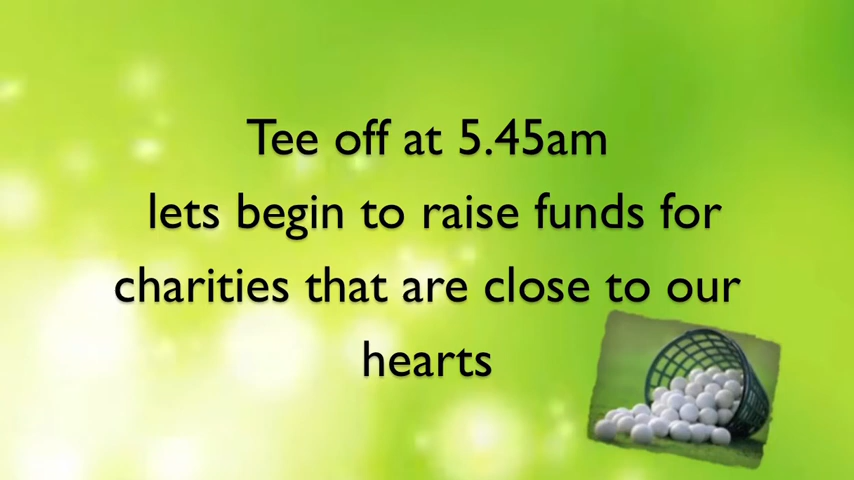 Tee off at 5.45am
lets begin to raise funds for
charities that are close to our
hearts